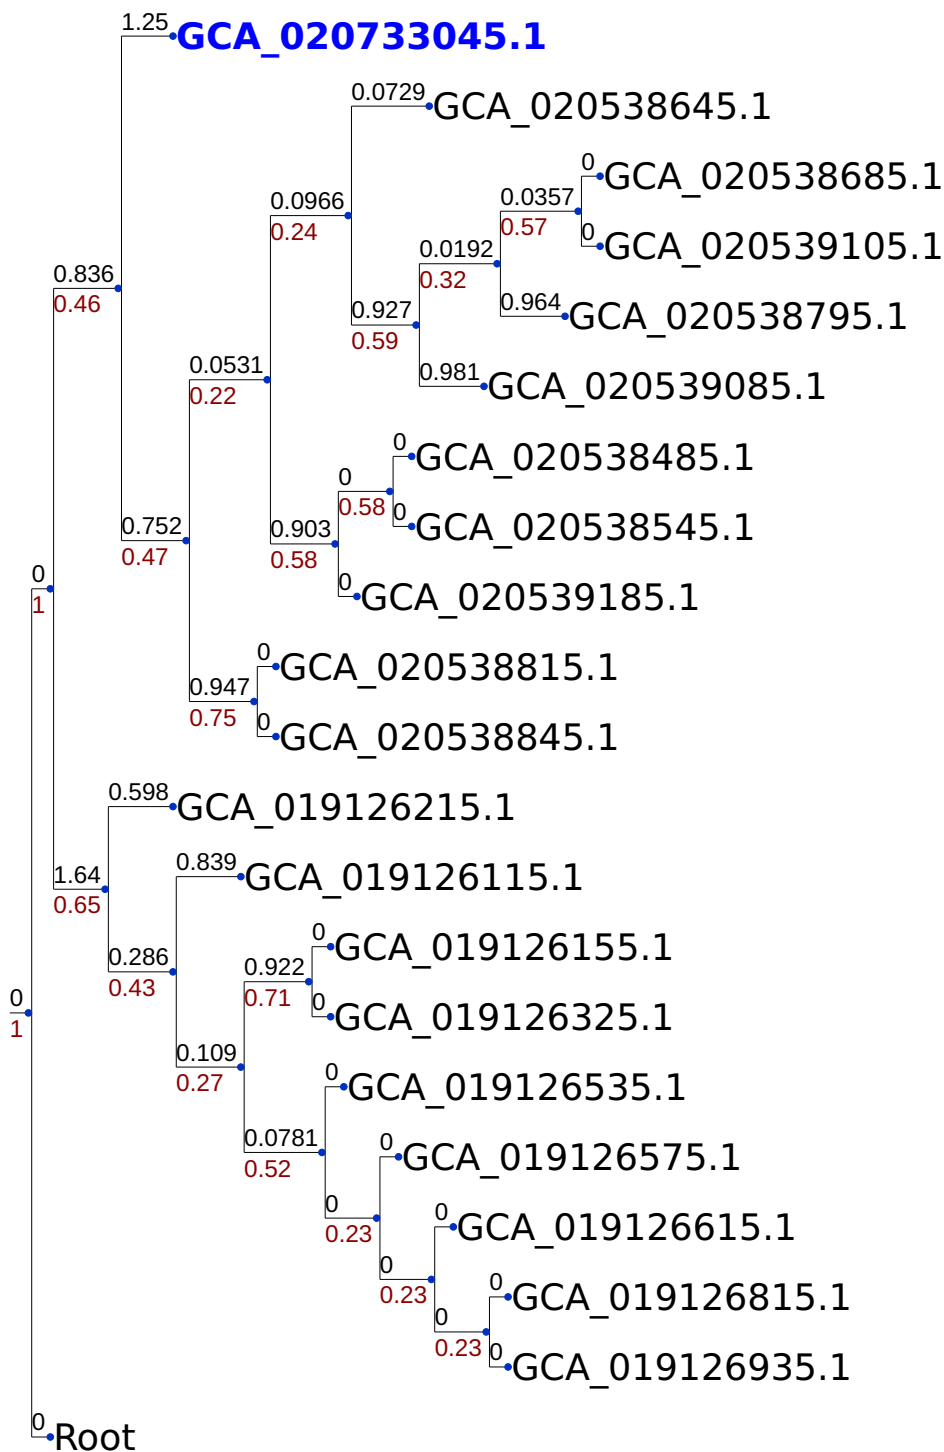 1.25 GCA_020733045.1
0.0729 GCA_020538645.1
0 GCA_020538685.1
0.0966 0.0357
0.24 0.57
0 GCA_020539105.1
0.0192
0.836 0.32
0.46 0.927 0.964 GCA_020538795.1
0.59
0.0531 0.981 GCA_020539085.1
0.22
0 GCA_020538485.1
0
0.58
0.752 0.903 0 GCA_020538545.1
0.47 0.58
0 0 GCA_020539185.1
1
0 GCA_020538815.1
0.947
0.75
0 GCA_020538845.1
0.598 GCA_019126215.1
1.64 0.839 GCA_019126115.1
0.65
0 GCA_019126155.1
0.286 0.922
0.43 0.71
0 0 GCA_019126325.1
1
0.109 0 GCA_019126535.1
0.27
0.0781 0 GCA_019126575.1
0.52
0 0 GCA_019126615.1
0.23
0 0 GCA_019126815.1
0.23
0
0.23 0 GCA_019126935.1
0 Root